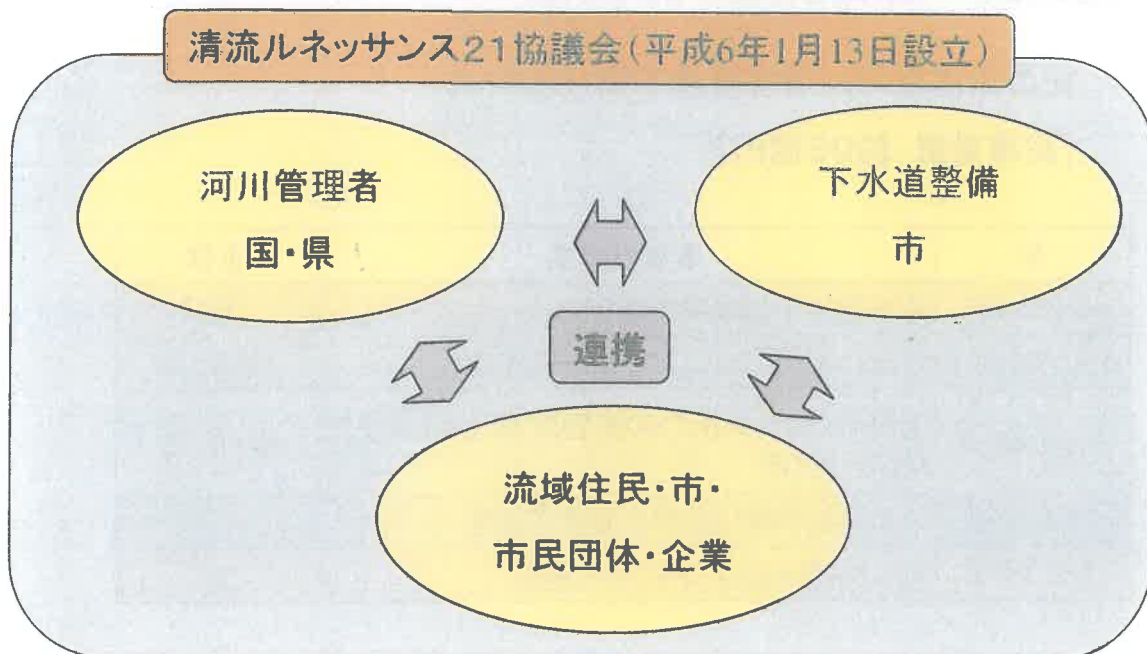 清流ルネッサンス21協議会(平成6年1月13日設立)
河川管理者
国・県
下水道整備
市
連携
流域住民・市・
市民団体・企業